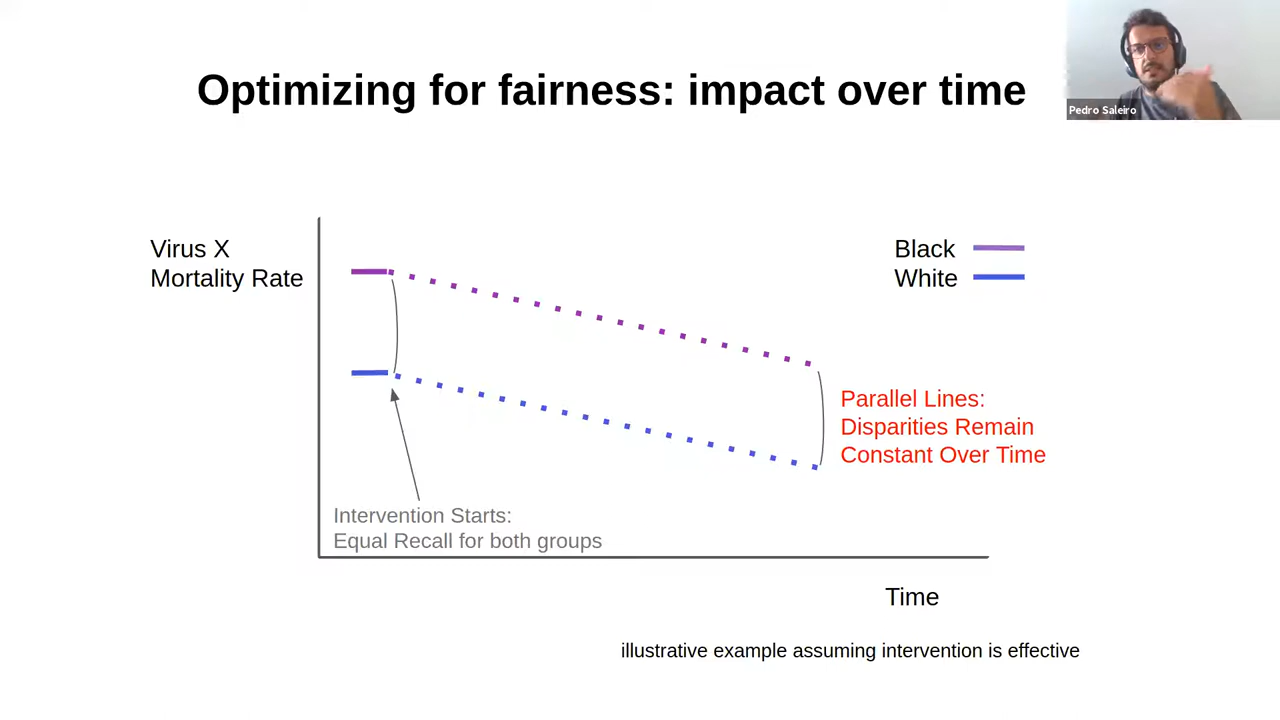 Optimizing for fairness: impact over time
Pedro Saleiro
Virus X
Mortality Rate
Black
White
Parallel Lines:
Disparities Remain
Constant Over Time
Intervention Starts:
Equal Recall for both groups
Time
illustrative example assuming intervention is effective